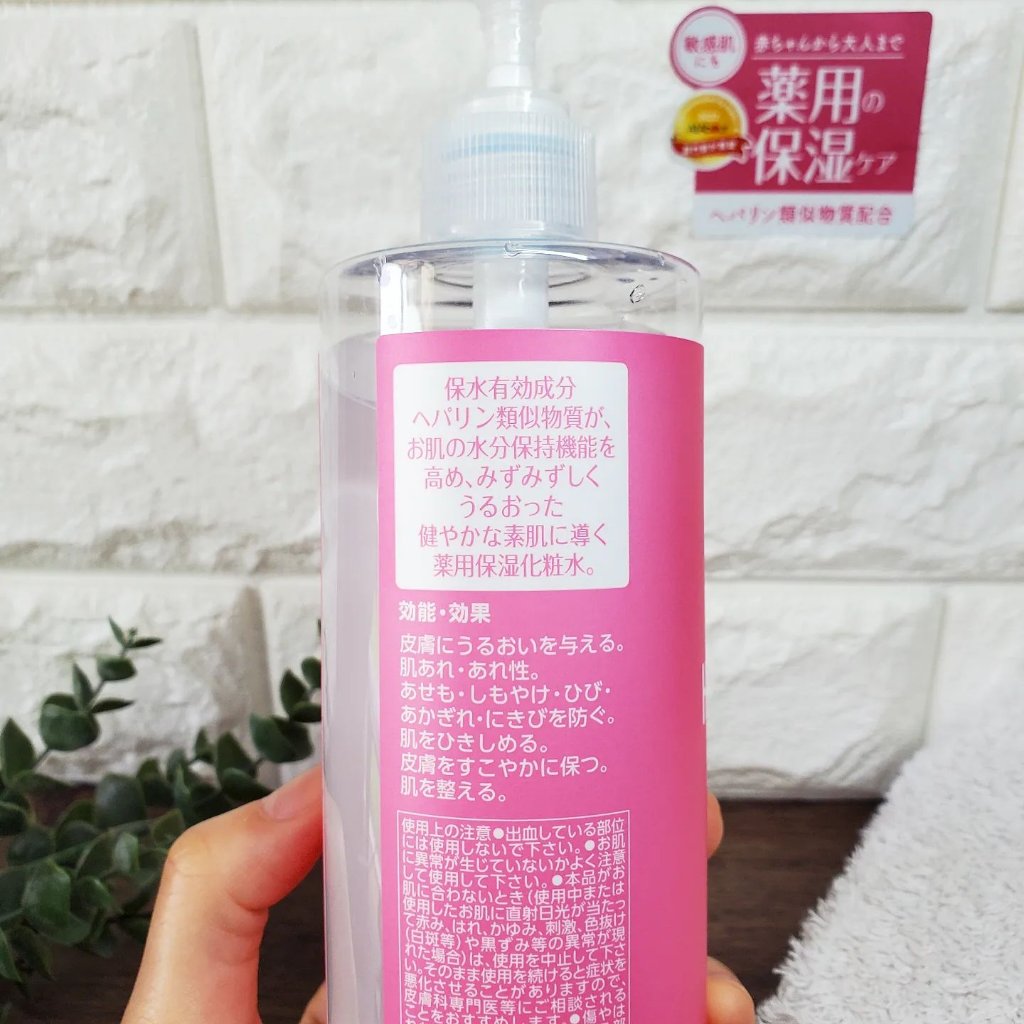 敏感肌
にも
赤ちゃんから大人まで
薬用の
保湿ケア
ヘパリン類似物質配合
保水有効成分
ヘパリン類似物質が、
お肌の水分保持機能を
高め、みずみずしく
うるおった
健やかな素肌に導く
薬用保湿化粧水。
効能・効果
皮膚にうるおいを与える。
肌あれ・あれ性。
あせも・しもやけ・ひび・
あかぎれ・にきびを防ぐ。
肌をひきしめる。
皮膚をすこやかに保つ。
肌を整える。
使用上の注意●出血している部位
には使用しないで下さい。●お肌
に異常が生じていないかよく注意
して使用して下さい。●本品がお
肌に合わないとき(使用中または
使用したお肌に直射日光が当たっ
て赤み、はれ、かゆみ、刺激、色抜け
(白斑等)や黒ずみ等の異常が現
れた場合)は、使用を中止して下さ
い。そのまま使用を続けると症状を
悪化させることがありますので、
皮膚科専門医等にご相談される
ことをおすすめします。●傷やは